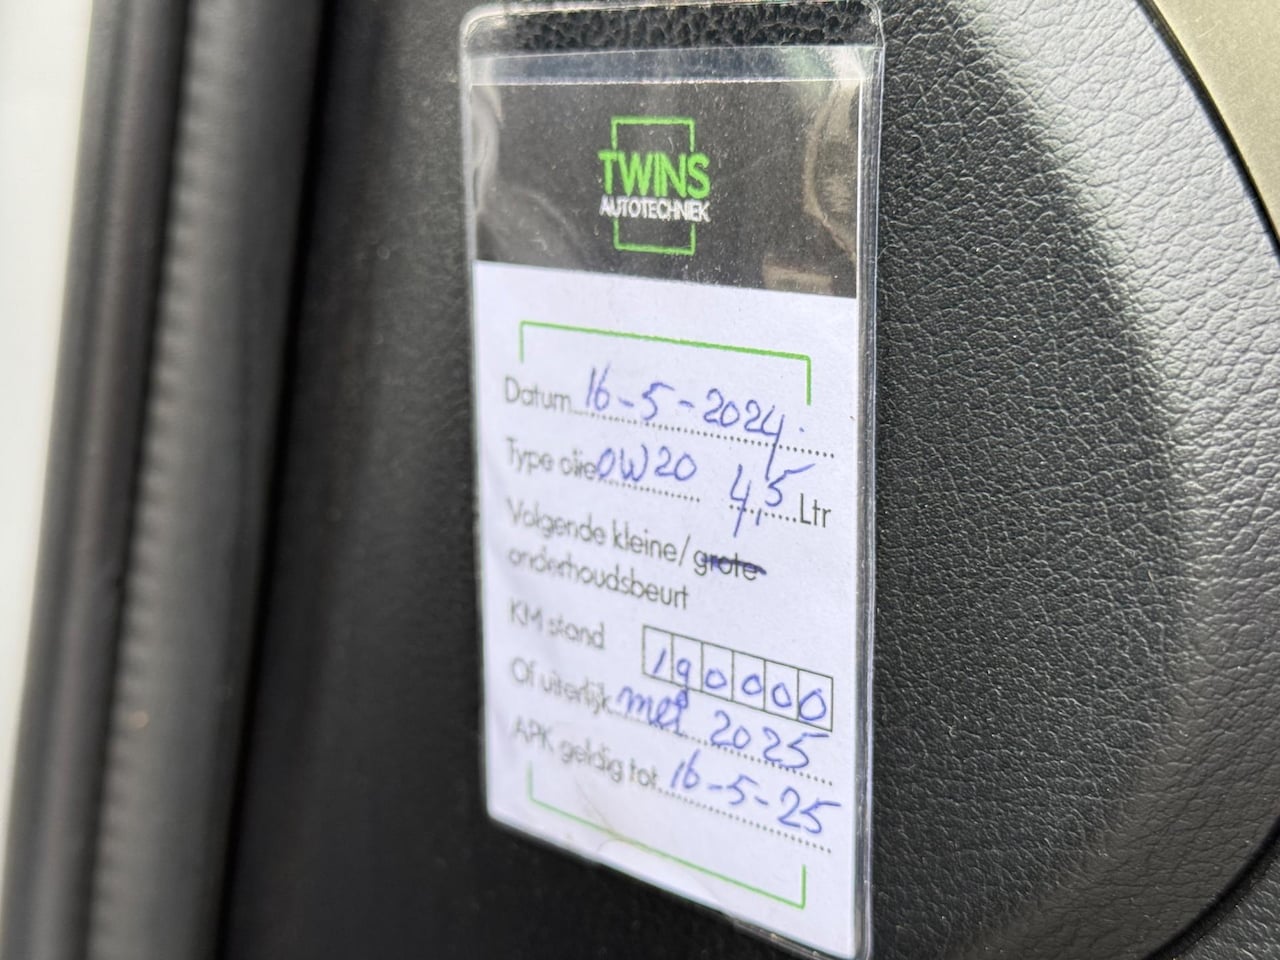 TWINS
AUTOTECHNIEK
Datum 16-5-2024.
Type olie 0W20 4,5 Ltr
Volgende kleine/grote
onderhoudsbeurt
KM stand 190000
Of uiterlijk mei 2025
APK geldig tot 16-5-25